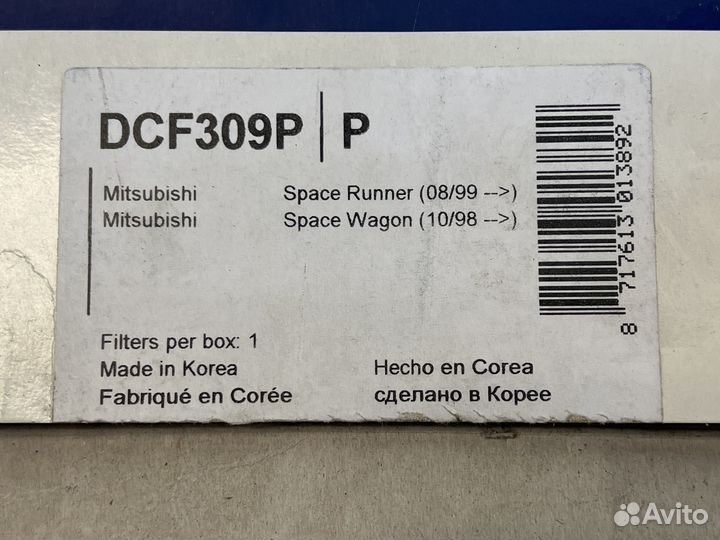 DCF309P | P
Mitsubishi Space Runner (08/99 -->)
Mitsubishi Space Wagon (10/98 -->)
8 717613 013892
Filters per box: 1
Made in Korea Hecho en Corea
Fabriqué en Corée сделано в Корее
Avito